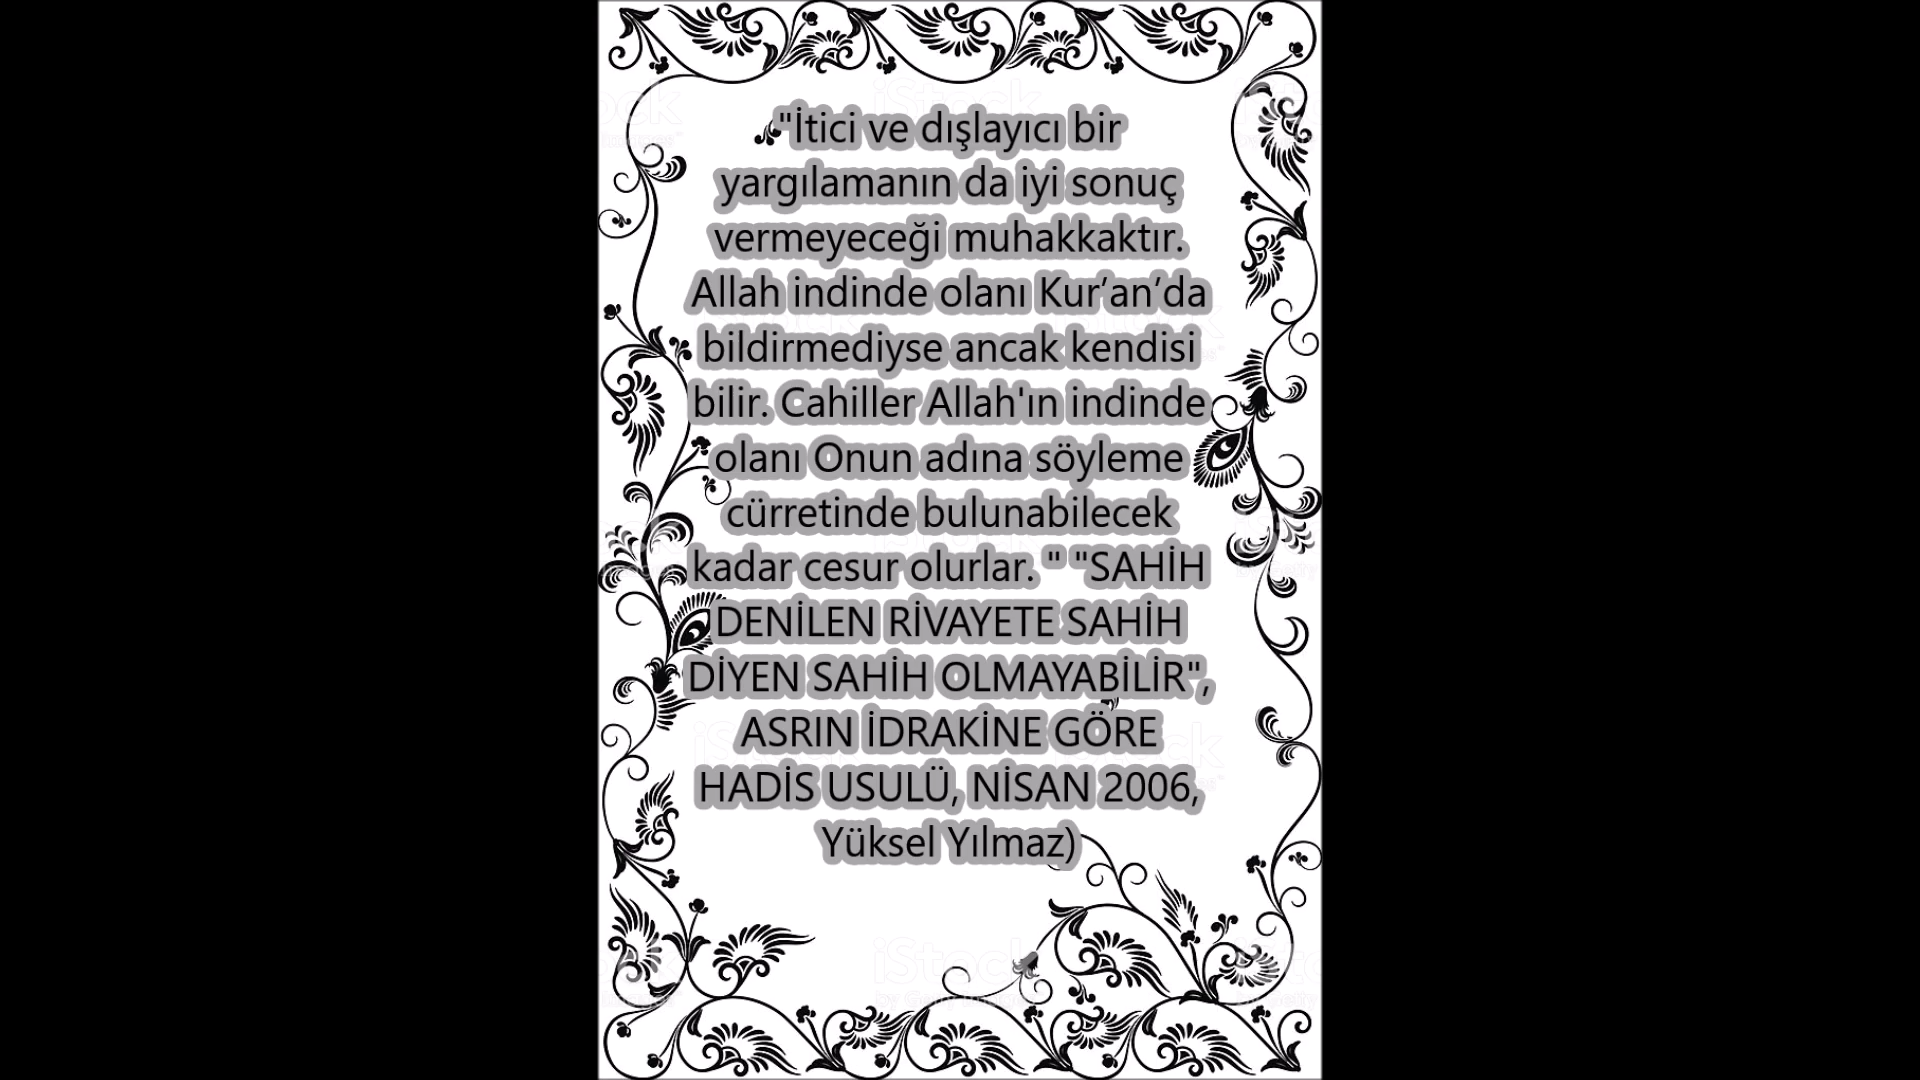 "İtici ve dışlayıcı bir
yargılamanın da iyi sonuç
vermeyeceği muhakkaktır.
Allah indinde olanı Kur’an’da
bildirmediyse ancak kendisi
bilir. Cahiller Allah'ın indinde
olanı Onun adına söyleme
cürretinde bulunabilecek
kadar cesur olurlar. " "SAHİH
DENİLEN RİVAYETE SAHİH
DİYEN SAHİH OLMAYABİLİR",
ASRIN İDRAKİNE GÖRE
HADİS USULÜ, NİSAN 2006,
Yüksel Yılmaz)